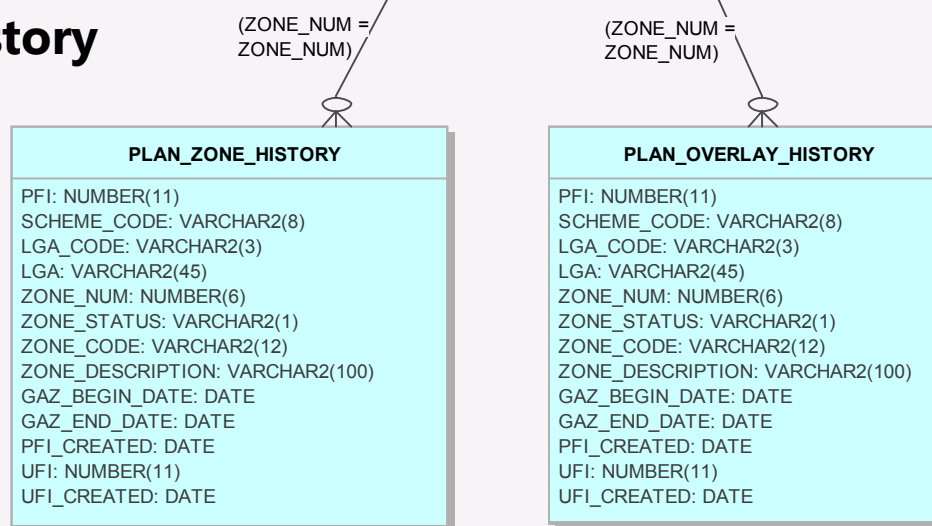 story
(ZONE_NUM =
ZONE_NUM)
(ZONE_NUM =
ZONE_NUM)
PLAN_ZONE_HISTORY
PFI: NUMBER(11)
SCHEME_CODE: VARCHAR2(8)
LGA_CODE: VARCHAR2(3)
LGA: VARCHAR2(45)
ZONE_NUM: NUMBER(6)
ZONE_STATUS: VARCHAR2(1)
ZONE_CODE: VARCHAR2(12)
ZONE_DESCRIPTION: VARCHAR2(100)
GAZ_BEGIN_DATE: DATE
GAZ_END_DATE: DATE
PFI_CREATED: DATE
UFI: NUMBER(11)
UFI_CREATED: DATE
PLAN_OVERLAY_HISTORY
PFI: NUMBER(11)
SCHEME_CODE: VARCHAR2(8)
LGA_CODE: VARCHAR2(3)
LGA: VARCHAR2(45)
ZONE_NUM: NUMBER(6)
ZONE_STATUS: VARCHAR2(1)
ZONE_CODE: VARCHAR2(12)
ZONE_DESCRIPTION: VARCHAR2(100)
GAZ_BEGIN_DATE: DATE
GAZ_END_DATE: DATE
PFI_CREATED: DATE
UFI: NUMBER(11)
UFI_CREATED: DATE